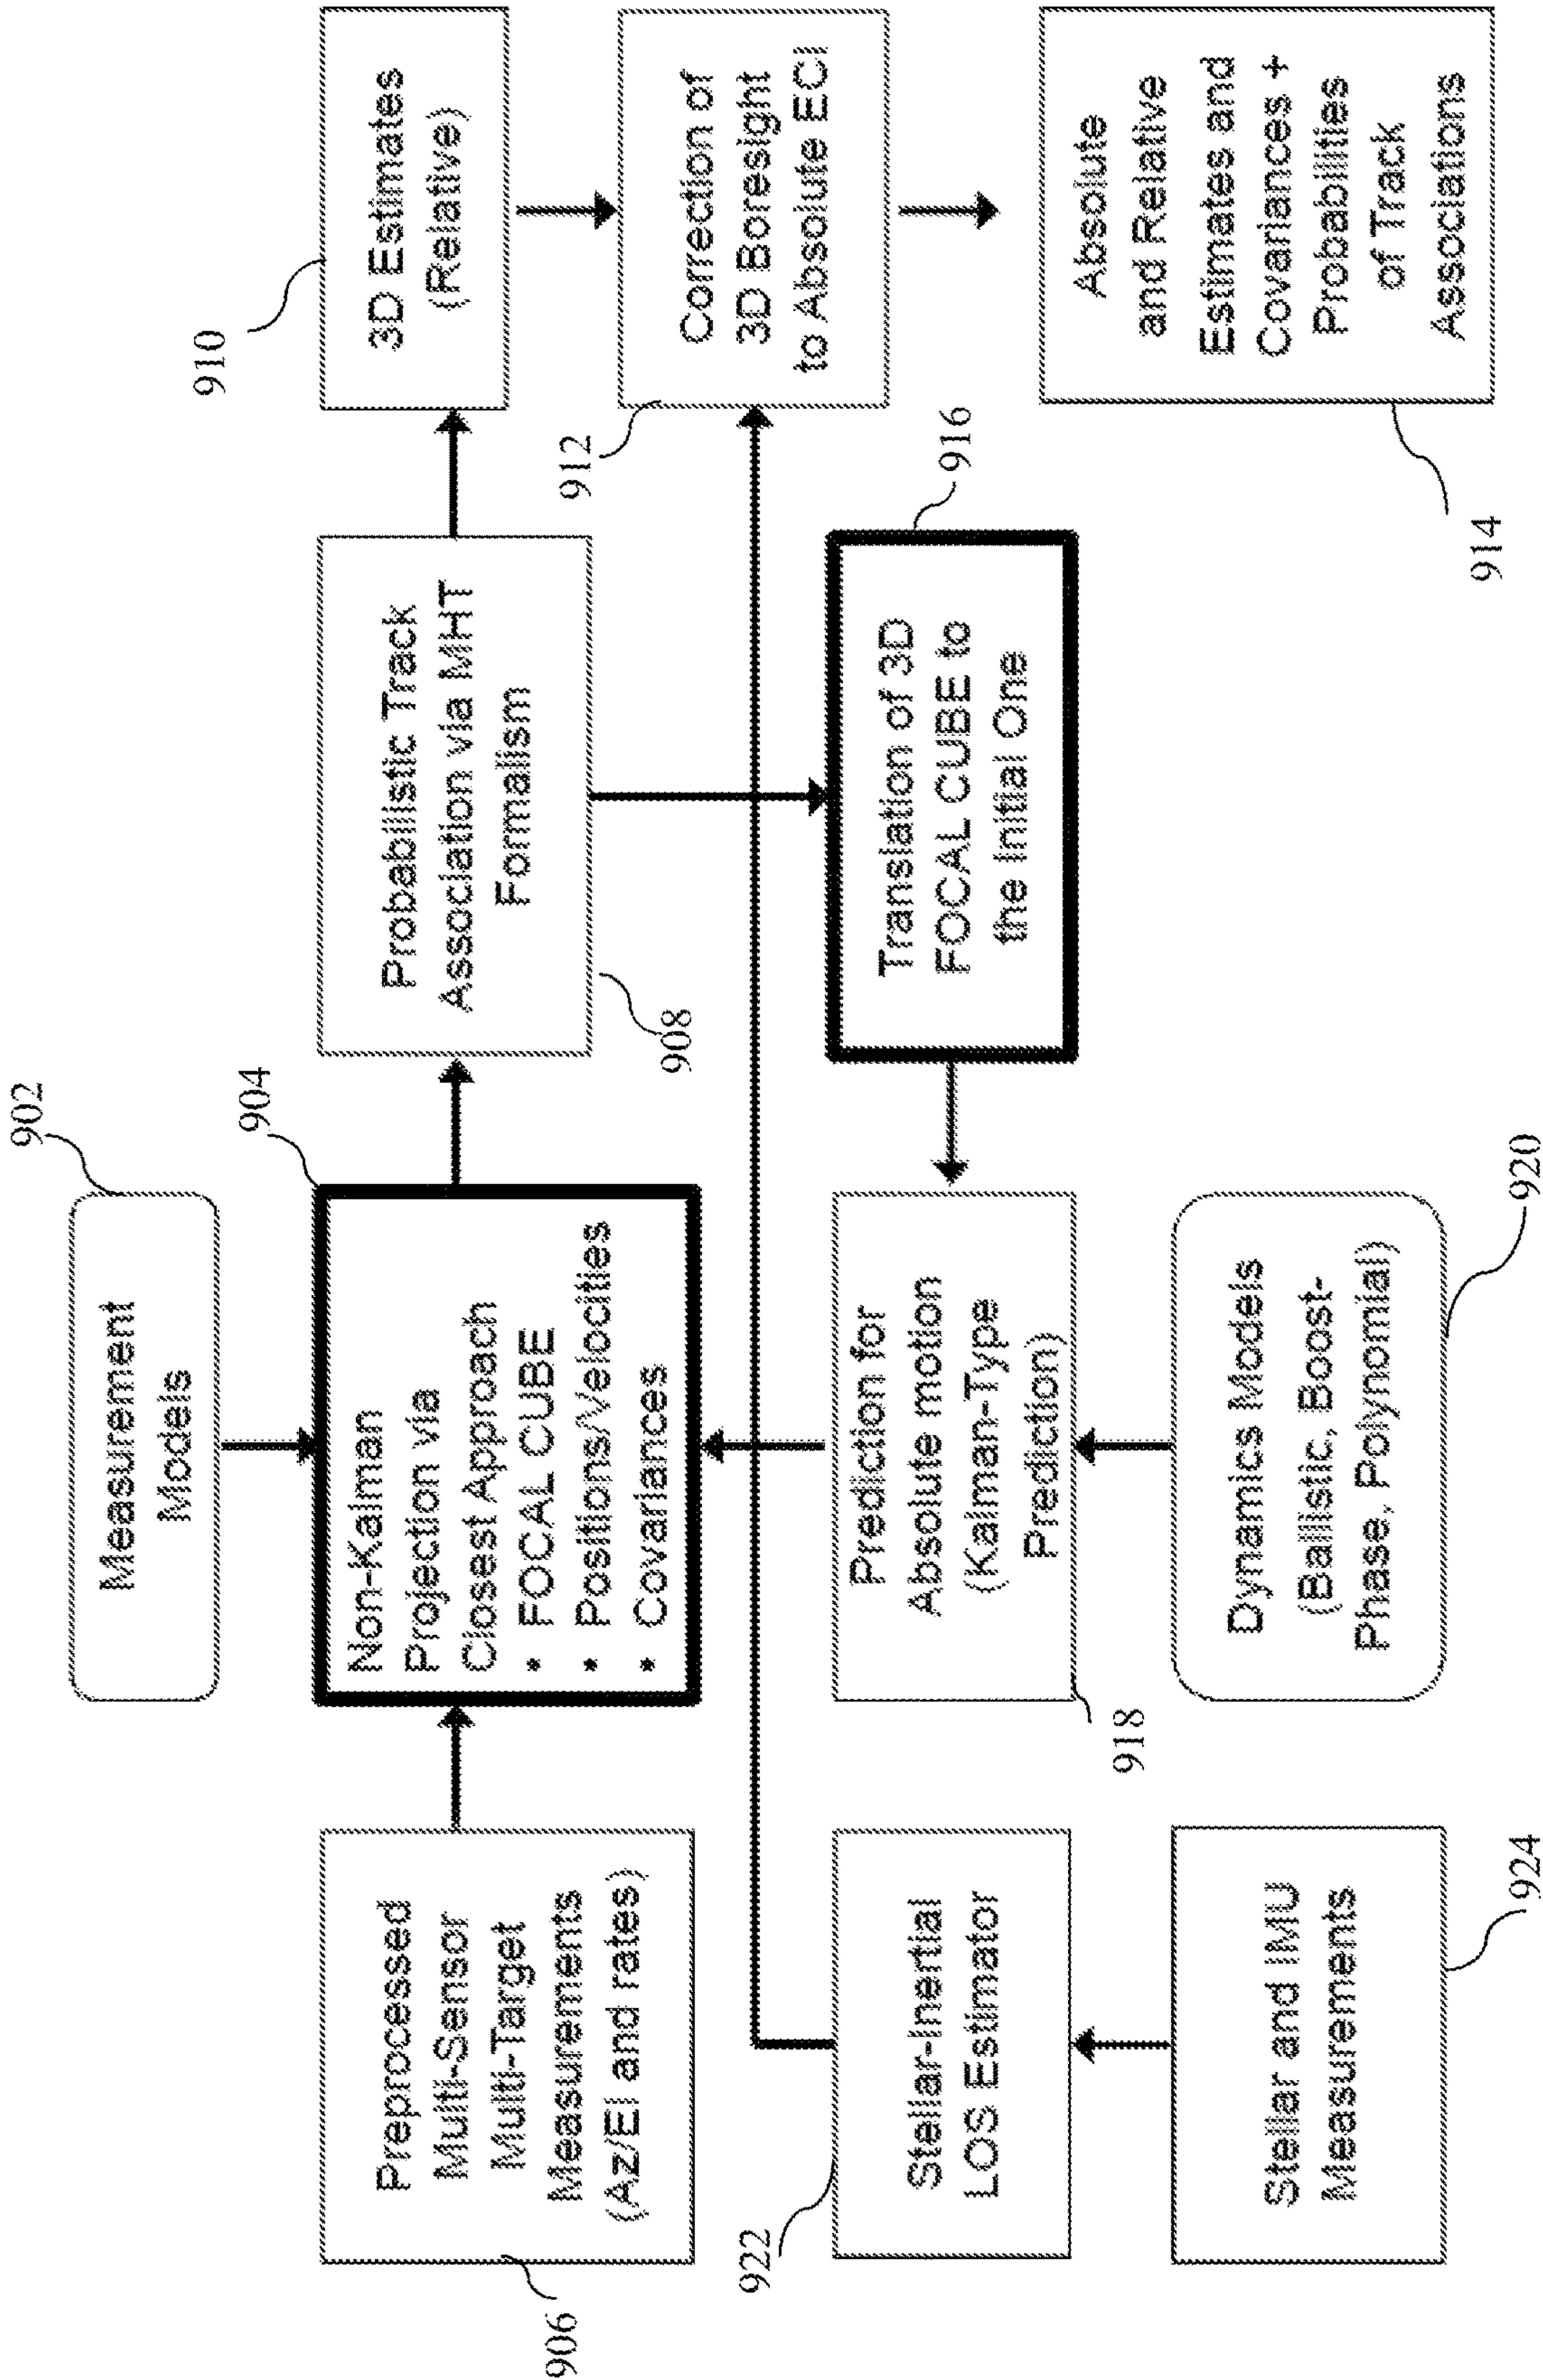 902
Measurement
Models
906
Preprocessed
Multi-Sensor
Multi-Target
Measurements
(Az/El and rates)
904
Non-Kalman
Projection via
Closest Approach
• FOCAL CUBE
• Positions/Velocities
• Covariances
908
Probabilistic Track
Association via MHT
Formalism
910
3D Estimates
(Relative)
912
Correction of
3D Boresight
to Absolute ECI
922
Stellar-Inertial
LOS Estimator
918
Prediction for
Absolute motion
(Kalman-Type
Prediction)
916
Translation of 3D
FOCAL CUBE to
the Initial One
914
Absolute
and Relative
Estimates and
Covariances +
Probabilities
of Track
Associations
924
Stellar and IMU
Measurements
920
Dynamics Models
(Ballistic, Boost-
Phase, Polynomial)